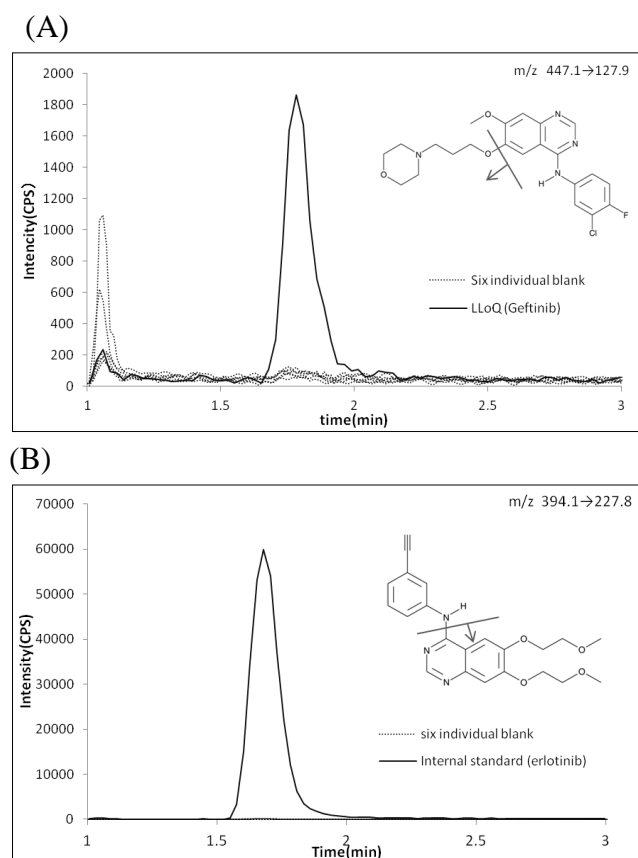 (A)
m/z 447.1→127.9
Intencity(CPS)
2000
1800
1600
1400
1200
1000
800
600
400
200
0
O
N
N
N
O
O
N
H
F
Cl
Six individual blank
LLoQ (Geftinib)
1
1.5
2
2.5
3
time(min)
(B)
m/z 394.1→227.8
Intensity(CPS)
70000
60000
50000
40000
30000
20000
10000
0
N
H
N
N
O
O
O
O
six individual blank
Internal standard (erlotinib)
1
1.5
2
2.5
3
Time(min)